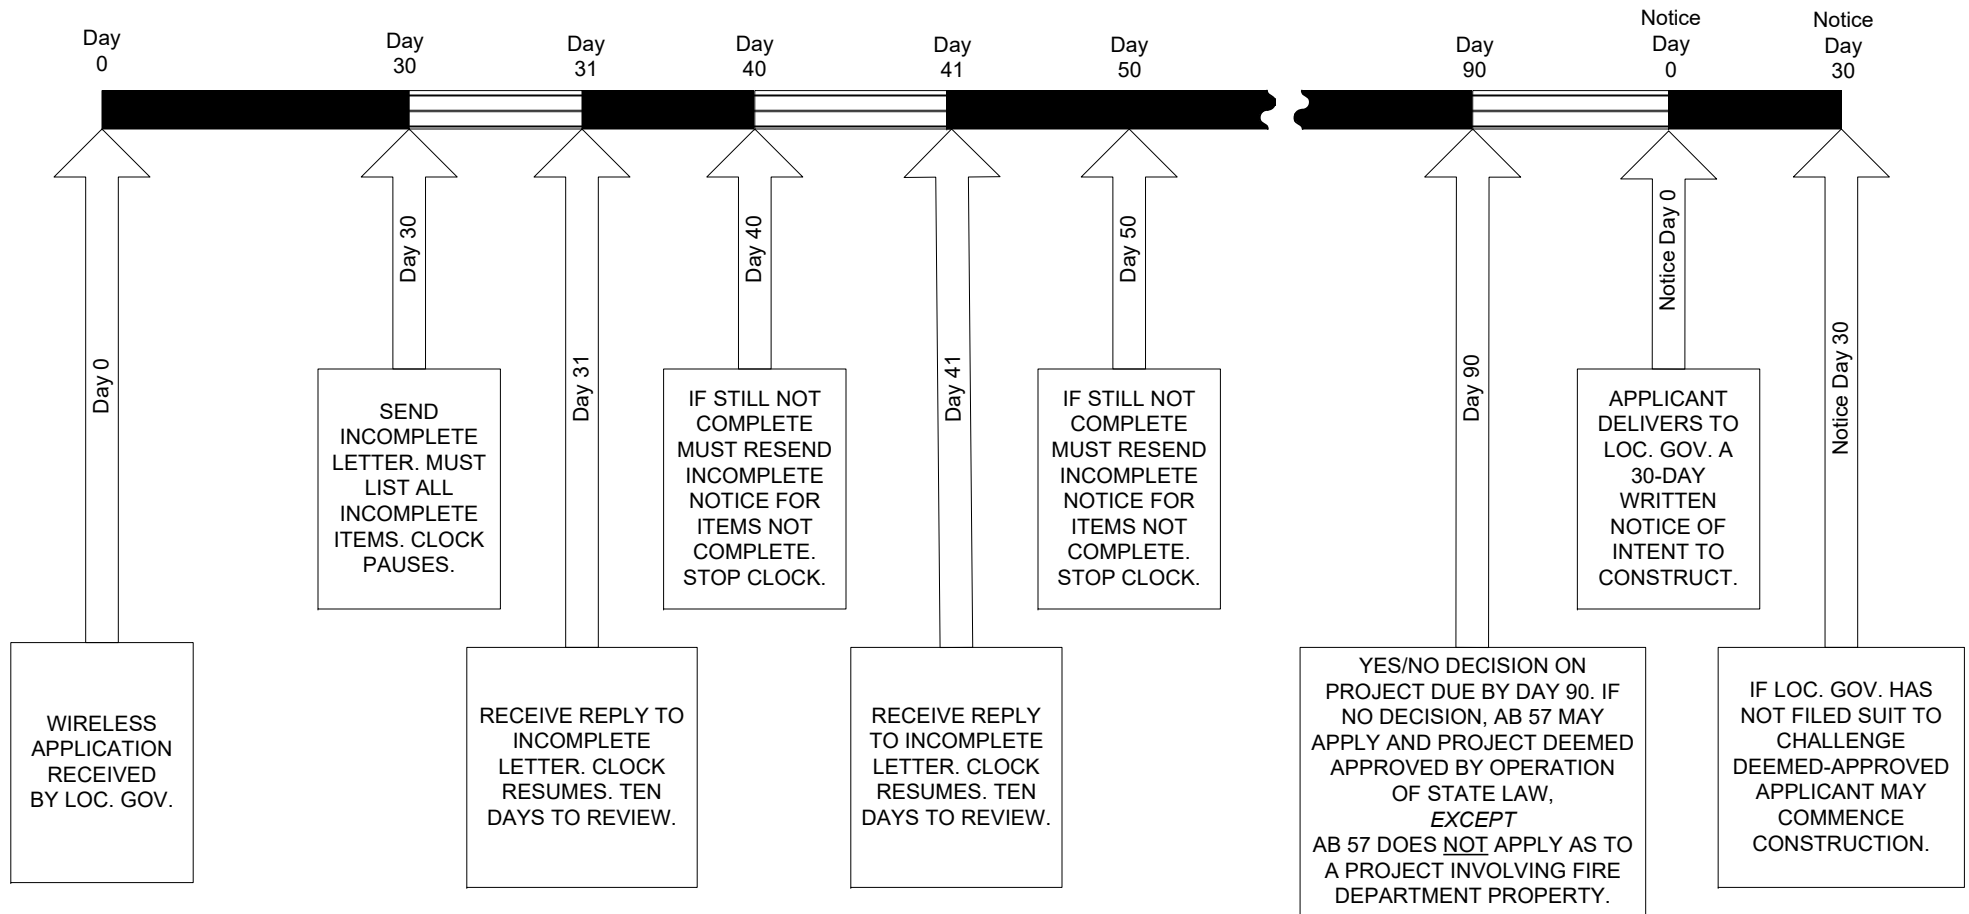 Day
0
Day
30
Day
31
Day
40
Day
41
Day
50
Day
90
Notice
Day
0
Notice
Day
30
Day 0
Day 30
Day 31
Day 40
Day 41
Day 50
Day 90
Notice Day 0
Notice Day 30
SEND
INCOMPLETE
LETTER. MUST
LIST ALL
INCOMPLETE
ITEMS. CLOCK
PAUSES.
IF STILL NOT
COMPLETE
MUST RESEND
INCOMPLETE
NOTICE FOR
ITEMS NOT
COMPLETE.
STOP CLOCK.
IF STILL NOT
COMPLETE
MUST RESEND
INCOMPLETE
NOTICE FOR
ITEMS NOT
COMPLETE.
STOP CLOCK.
APPLICANT
DELIVERS TO
LOC. GOV. A
30-DAY
WRITTEN
NOTICE OF
INTENT TO
CONSTRUCT.
WIRELESS
APPLICATION
RECEIVED
BY LOC. GOV.
RECEIVE REPLY TO
INCOMPLETE
LETTER. CLOCK
RESUMES. TEN
DAYS TO REVIEW.
RECEIVE REPLY
TO INCOMPLETE
LETTER. CLOCK
RESUMES. TEN
DAYS TO REVIEW.
YES/NO DECISION ON
PROJECT DUE BY DAY 90. IF
NO DECISION, AB 57 MAY
APPLY AND PROJECT DEEMED
APPROVED BY OPERATION
OF STATE LAW,
EXCEPT
AB 57 DOES NOT APPLY AS TO
A PROJECT INVOLVING FIRE
DEPARTMENT PROPERTY.
IF LOC. GOV. HAS
NOT FILED SUIT TO
CHALLENGE
DEEMED-APPROVED
APPLICANT MAY
COMMENCE
CONSTRUCTION.